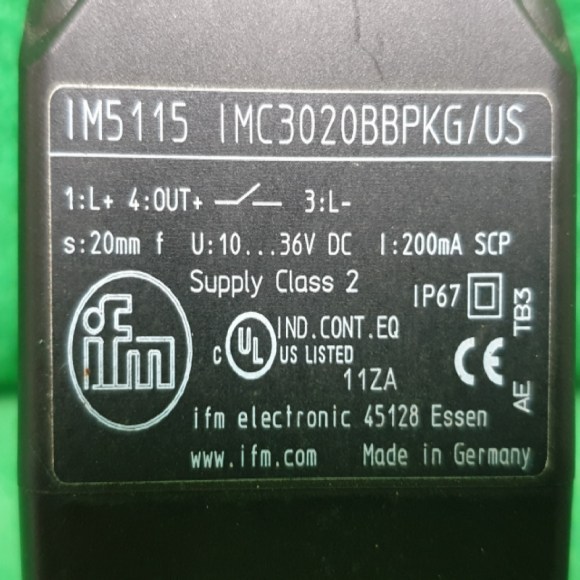 IM5115 IMC3020BBPKG/US
1:L+ 4:OUT+ 3:L-
s:20mm f U:10...36V DC I:200mA SCP
Supply Class 2
IP67
ifm
c UL IND.CONT.EQ
US LISTED
11ZA
CE
AE TB3
ifm electronic 45128 Essen
www.ifm.com Made in Germany